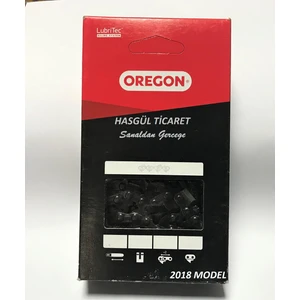 LubriTec
OREGON
HASGÜL TİCARET
Sanaldan Gerçeğe
2018 MODEL